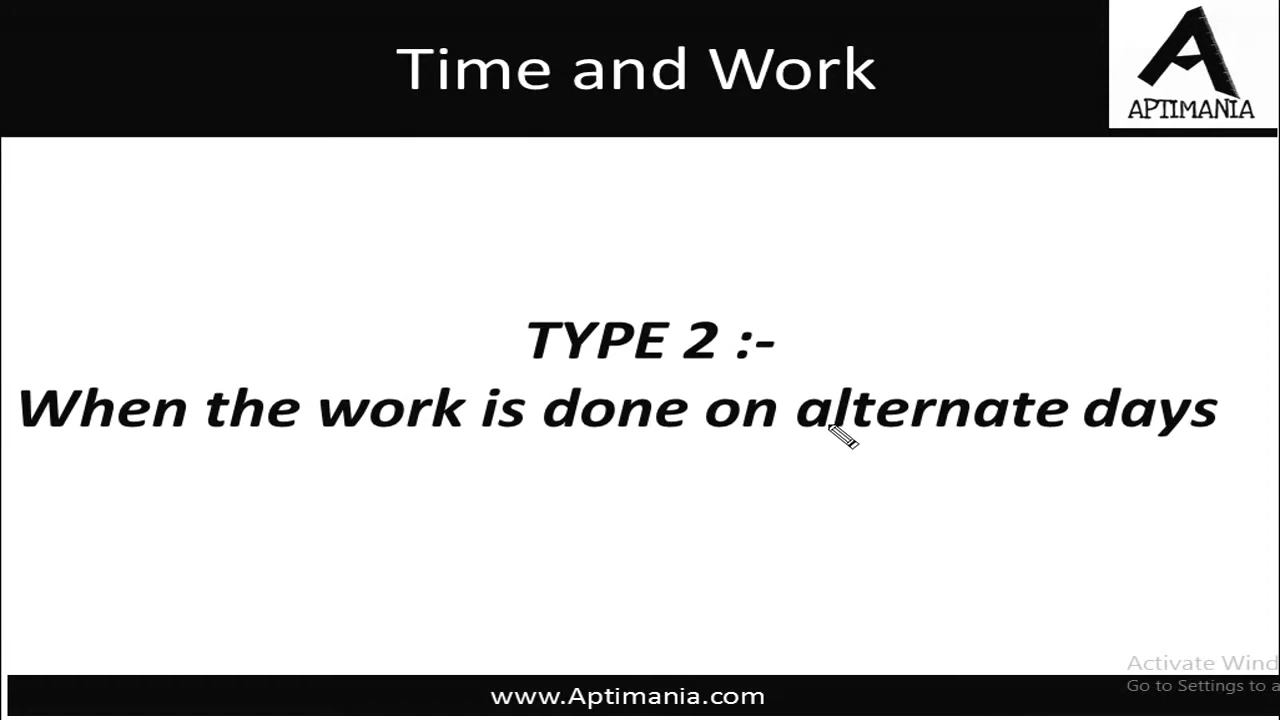 Time and Work
APTIMANIA
TYPE 2 :-
When the work is done on alternate days
Activate Wind
Go to Settings to a
www.Aptimania.com